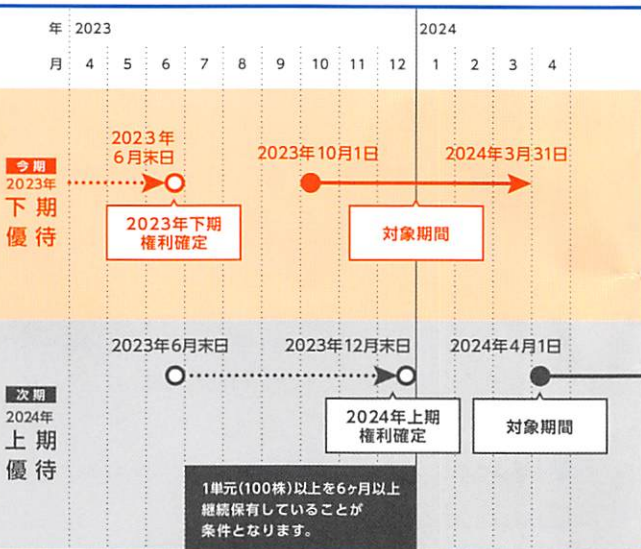 年 2023 2024
月 4 5 6 7 8 9 10 11 12 1 2 3 4
今期
2023年
下期
優待
2023年
6月末日
2023年下期
権利確定
2023年10月1日
2024年3月31日
対象期間
次期
2024年
上期
優待
2023年6月末日
2023年12月末日
2024年上期
権利確定
2024年4月1日
対象期間
1単元(100株)以上を6ヶ月以上
継続保有していることが
条件となります。